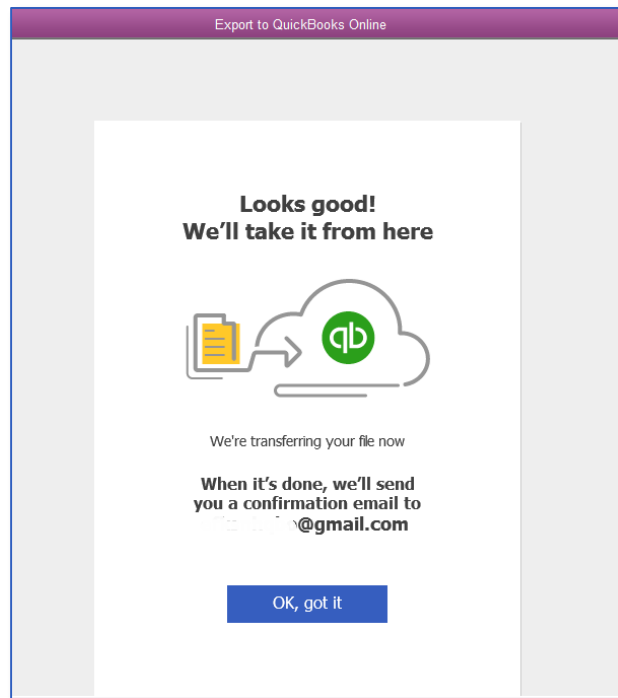 Export to QuickBooks Online
Looks good!
We'll take it from here
qb
We're transferring your file now
When it's done, we'll send
you a confirmation email to
@gmail.com
OK, got it